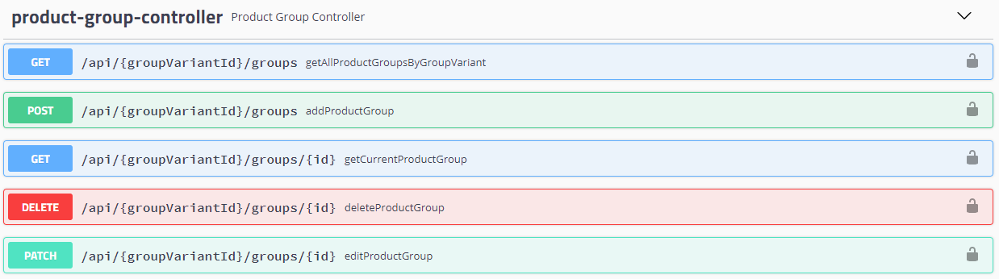 product-group-controller Product Group Controller
GET /api/{groupVariantId}/groups getAllProductGroupsByGroupVariant
POST /api/{groupVariantId}/groups addProductGroup
GET /api/{groupVariantId}/groups/{id} getCurrentProductGroup
DELETE /api/{groupVariantId}/groups/{id} deleteProductGroup
PATCH /api/{groupVariantId}/groups/{id} editProductGroup